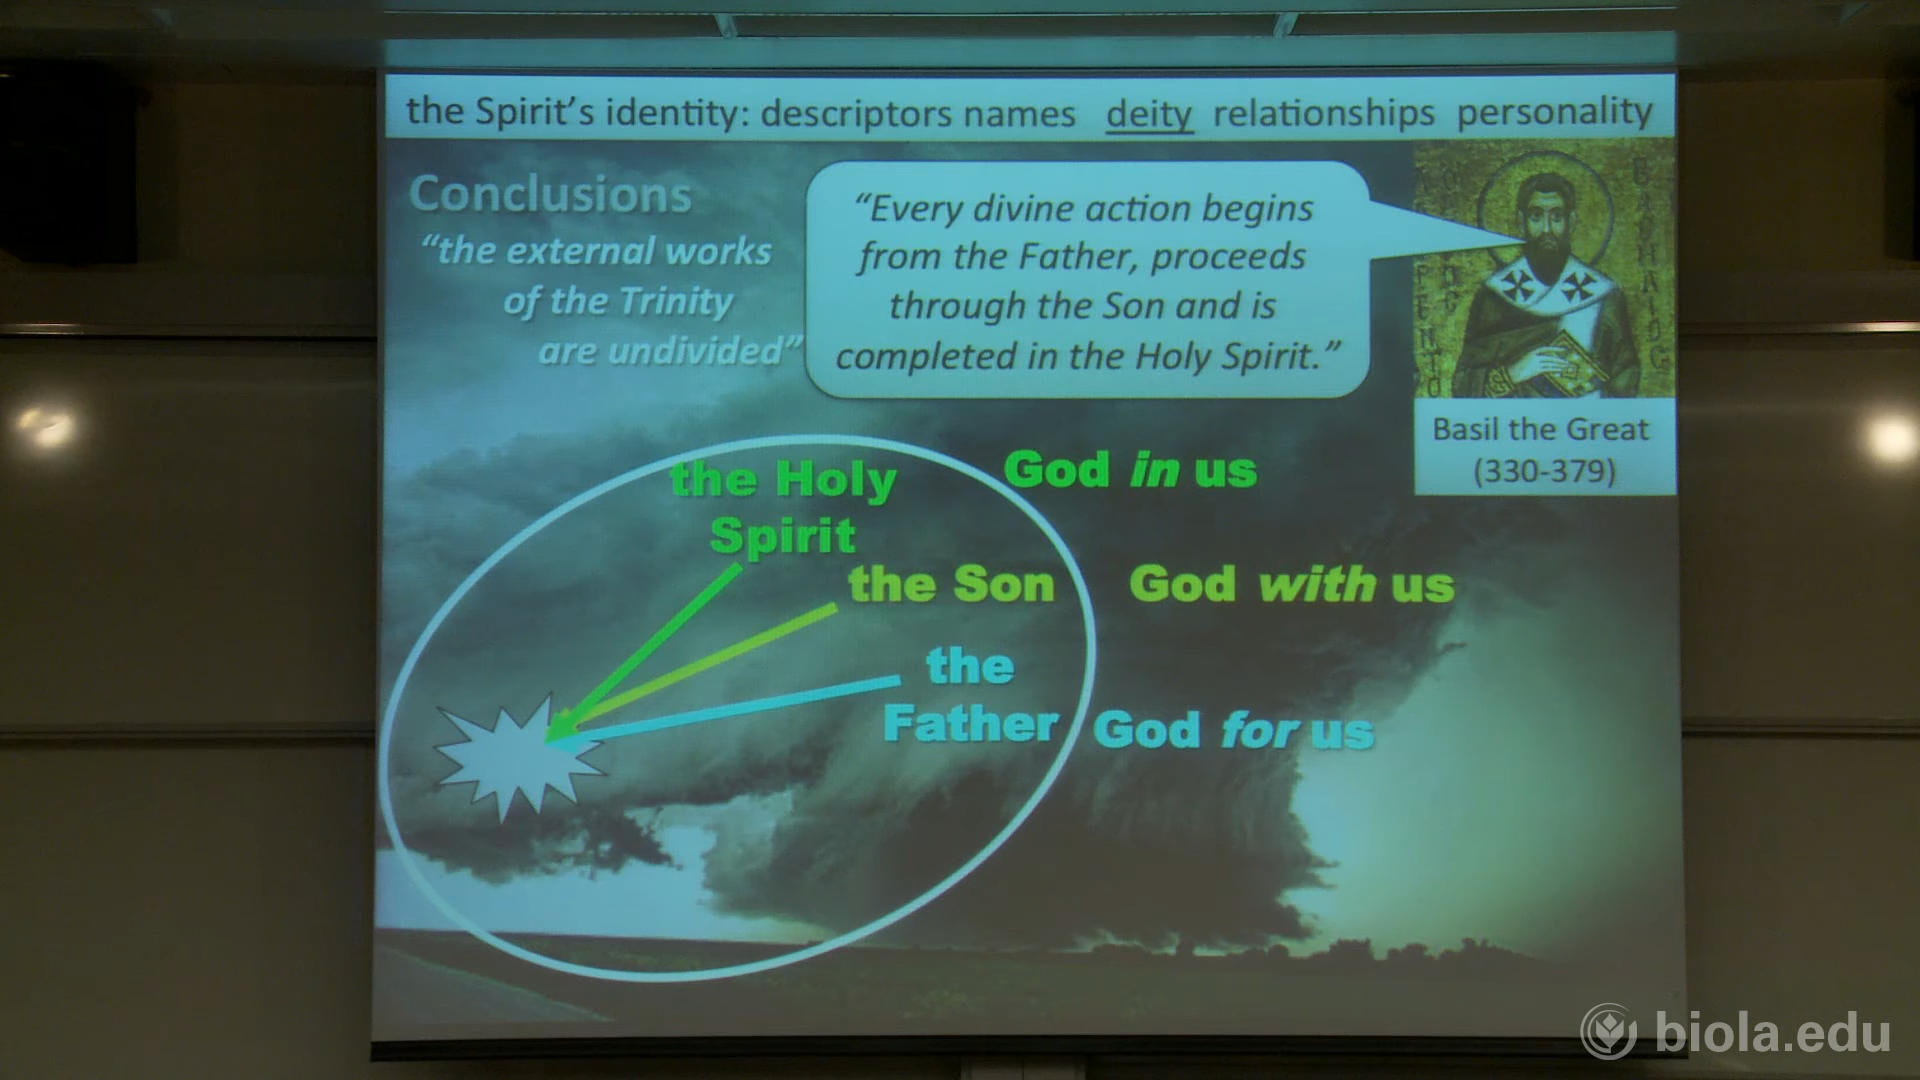 the Spirit's identity: descriptors names deity relationships personality
Conclusions
"the external works
of the Trinity
are undivided"
"Every divine action begins
from the Father, proceeds
through the Son and is
completed in the Holy Spirit."
Basil the Great
(330-379)
the Holy
Spirit
God in us
the Son
God with us
the
Father
God for us
biola.edu